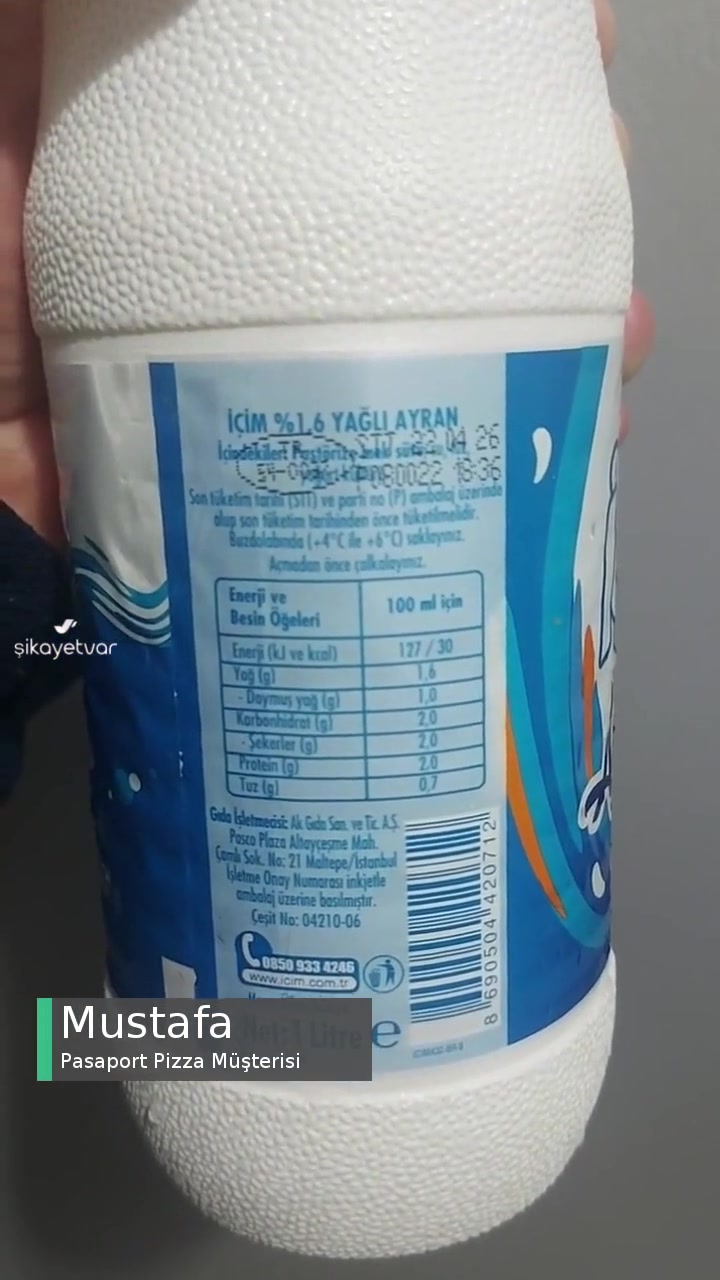 İÇİM %1,6 YAĞLI AYRAN
İçindekiler: Pastörize inek sütü
TR STT 04 26
P080022 18:36
Son tüketim tarihi (STT) ve parti no (P) ambalaj üzerinde
olup son tüketim tarihinden önce tüketilmelidir.
Buzdolabında (+4°C ile +6°C) saklayınız.
Açmadan önce çalkalayınız.
Enerji ve Besin Öğeleri 100 ml için
Enerji (kJ ve kcal) 127 / 30
Yağ (g) 1,6
- Doymuş yağ (g) 1,0
Karbonhidrat (g) 2,0
- Şekerler (g) 2,0
Protein (g) 2,0
Tuz (g) 0,7
Gıda İşletmecisi: Ak Gıda San. ve Tic. A.Ş.
Pasco Plaza Altayçeşme Mah.
Çamlı Sok. No: 21 Maltepe/İstanbul
İşletme Onay Numarası inkjetle
ambalaj üzerine basılmıştır.
Çeşit No: 04210-06
0850 933 4246
www.icim.com.tr
Net: 1 Litre e
8 690504 420712
şikayetvar
Mustafa
Pasaport Pizza Müşterisi